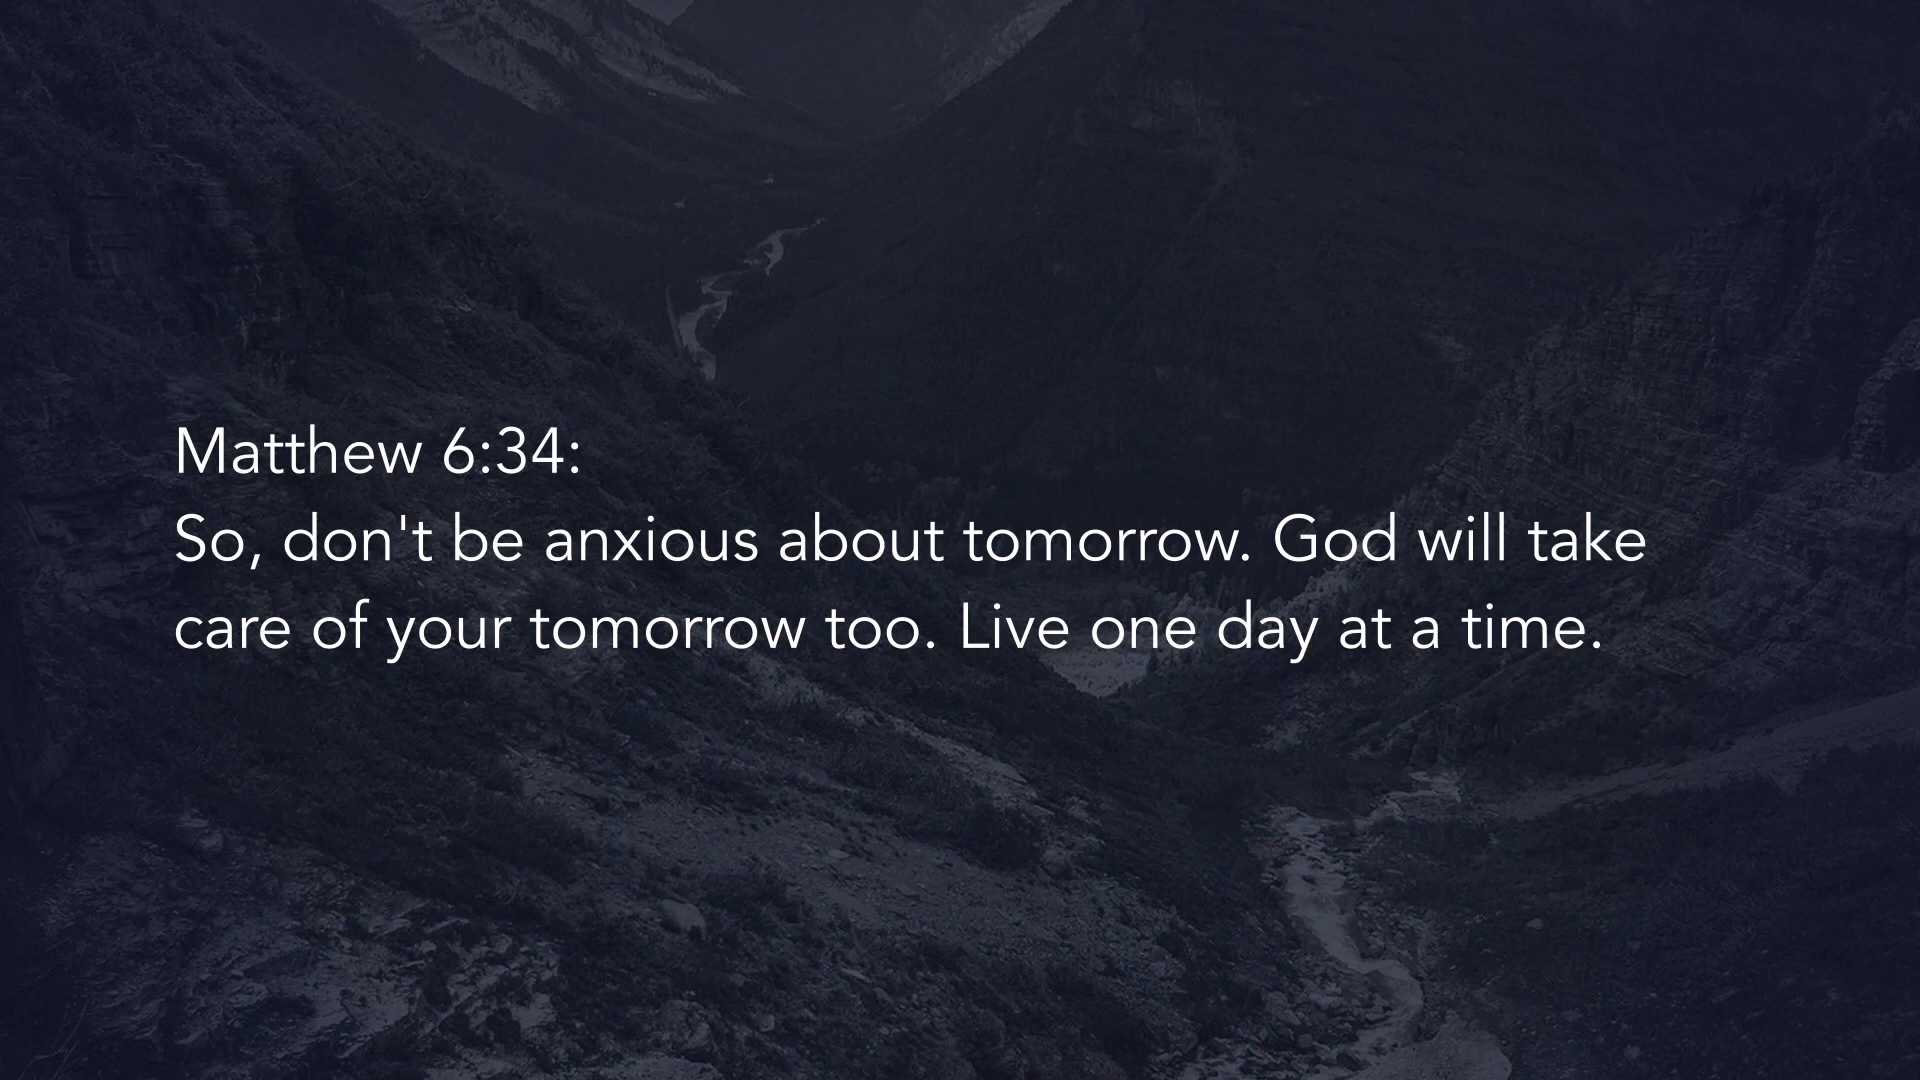 Matthew 6:34:
So, don't be anxious about tomorrow. God will take
care of your tomorrow too. Live one day at a time.